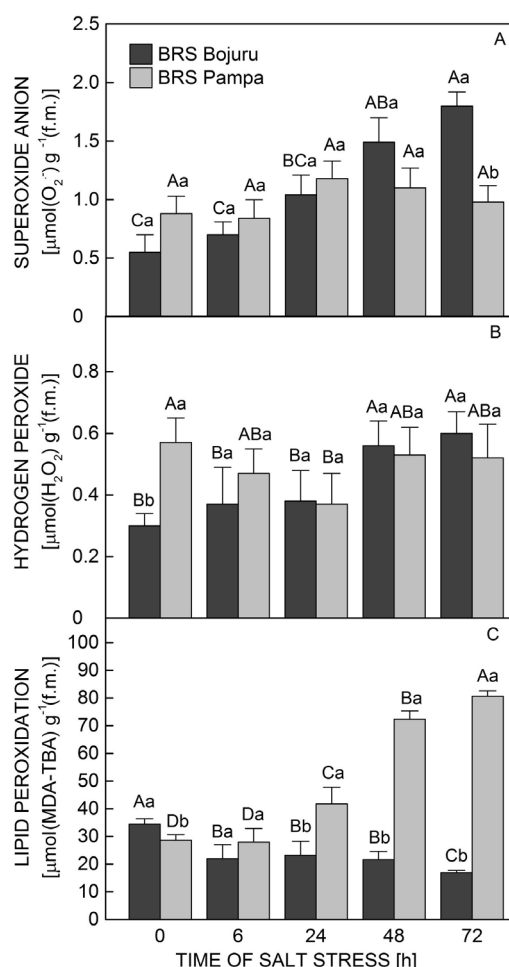 2.5
BRS Bojuru
BRS Pampa
A
2.0
1.5
1.0
0.5
0
SUPEROXIDE ANION
[μmol(O₂⁻) g⁻¹(f.m.)]
Ca Aa Ca Aa BCa Aa ABa Aa Aa Ab
B
0.8
0.6
0.4
0.2
0
HYDROGEN PEROXIDE
[μmol(H₂O₂) g⁻¹(f.m.)]
Bb Aa Ba ABa Ba Ba Aa ABa Aa ABa
C
100
90
80
70
60
50
40
30
20
10
0
LIPID PEROXIDATION
[μmol(MDA-TBA) g⁻¹(f.m.)]
Aa Db Ba Da Bb Ca Bb Ba Cb Aa
0 6 24 48 72
TIME OF SALT STRESS [h]